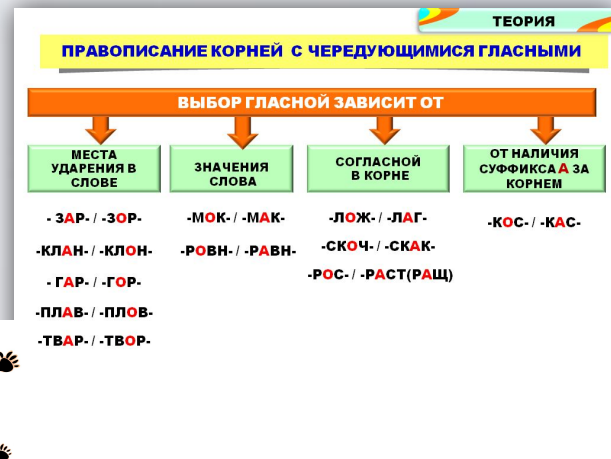 ТЕОРИЯ
ПРАВОПИСАНИЕ КОРНЕЙ С ЧЕРЕДУЮЩИМИСЯ ГЛАСНЫМИ
ВЫБОР ГЛАСНОЙ ЗАВИСИТ ОТ
МЕСТА
УДАРЕНИЯ В
СЛОВЕ
- ЗАР- / -ЗОР-
-КЛАН- / -КЛОН-
- ГАР- / -ГОР-
-ПЛАВ- / -ПЛОВ-
-ТВАР- / -ТВОР-
ЗНАЧЕНИЯ
СЛОВА
-МОК- / -МАК-
-РОВН- / -РАВН-
СОГЛАСНОЙ
В КОРНЕ
-ЛОЖ- / -ЛАГ-
-СКОЧ- / -СКАК-
-РОС- / -РАСТ(РАЩ)
ОТ НАЛИЧИЯ
СУФФИКСА А ЗА
КОРНЕМ
-КОС- / -КАС-